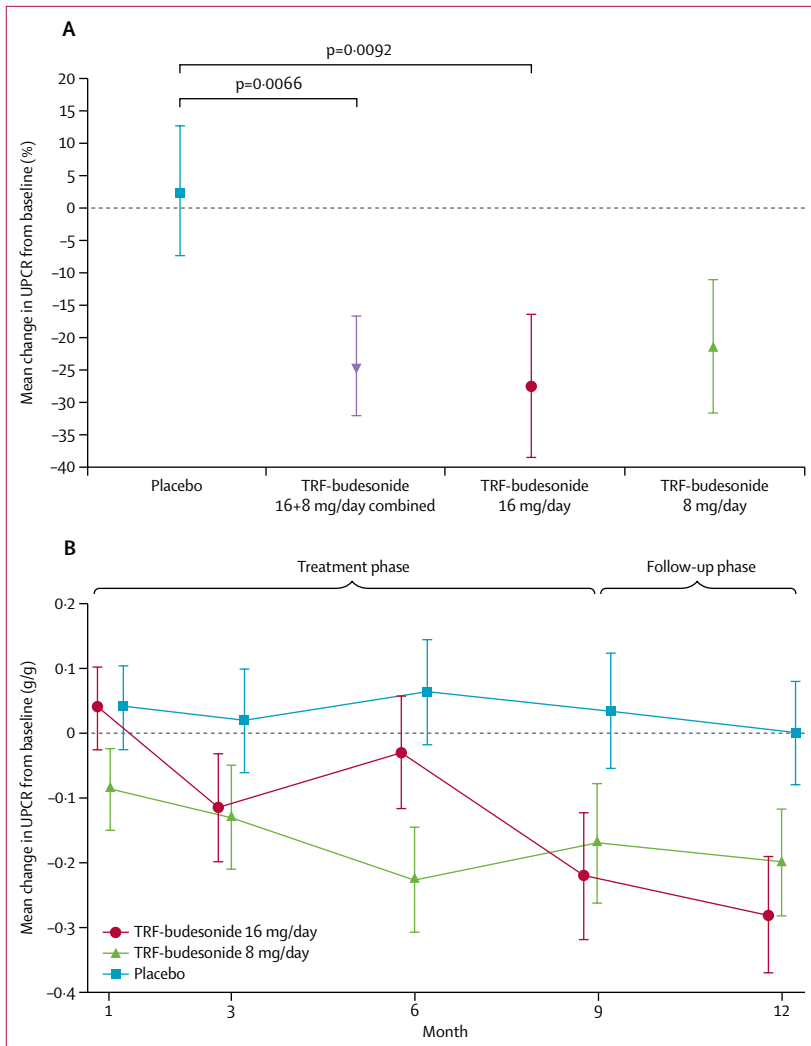 A
p=0·0092
p=0·0066
20
15
10
5
0
–5
–10
–15
–20
–25
–30
–35
–40
Mean change in UPCR from baseline (%)
Placebo
TRF-budesonide
16+8 mg/day combined
TRF-budesonide
16 mg/day
TRF-budesonide
8 mg/day
B
Treatment phase
Follow-up phase
0·2
0·1
0
–0·1
–0·2
–0·3
–0·4
Mean change in UPCR from baseline (g/g)
TRF-budesonide 16 mg/day
TRF-budesonide 8 mg/day
Placebo
1
3
6
9
12
Month